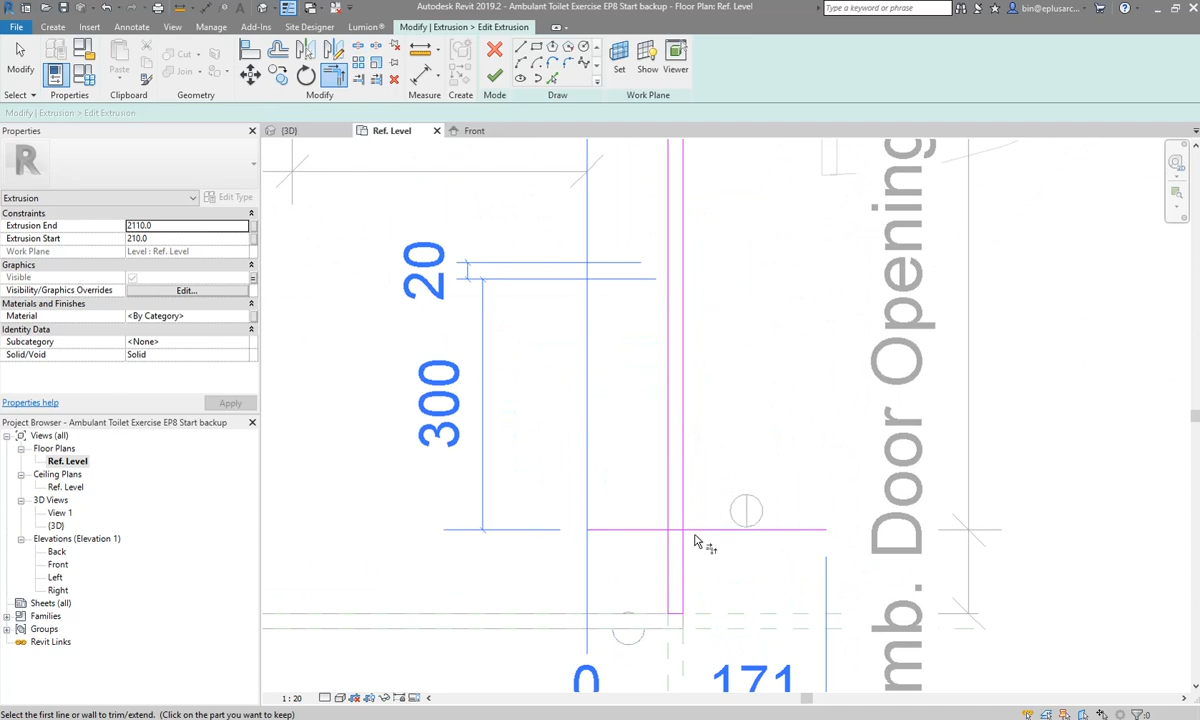 Autodesk Revit 2019.2 - Ambulant Toilet Exercise EP8 Start backup - Floor Plan: Ref. Level
Type a keyword or phrase
bin@eplusarc...
File Create Insert Annotate View Manage Add-Ins Site Designer Lumion® Modify | Extrusion > Edit Extrusion
Modify
Paste
Cut
Join
Set Show Viewer
Select Properties Clipboard Geometry Modify Measure Create Mode Draw Work Plane
Modify | Extrusion > Edit Extrusion
Properties
{3D} Ref. Level Front
Extrusion Edit Type
Constraints
Extrusion End 2110.0
Extrusion Start 210.0
Work Plane Level : Ref. Level
Graphics
Visible
Visibility/Graphics Overrides Edit...
Materials and Finishes
Material <By Category>
Identity Data
Subcategory <None>
Solid/Void Solid
Properties help Apply
Project Browser - Ambulant Toilet Exercise EP8 Start backup
Views (all)
Floor Plans
Ref. Level
Ceiling Plans
Ref. Level
3D Views
View 1
{3D}
Elevations (Elevation 1)
Back
Front
Left
Right
Sheets (all)
Families
Groups
Revit Links
20
300
0
171
mb. Door Opening
1 : 20
Select the first line or wall to trim/extend. (Click on the part you want to keep)
:0